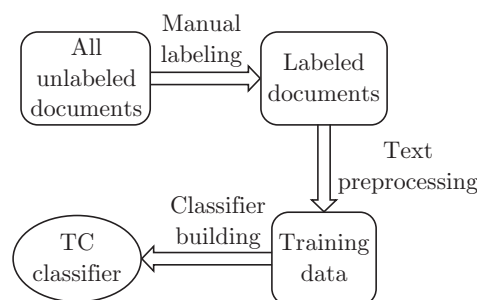 Manual
labeling
All
unlabeled
documents
Labeled
documents
Text
preprocessing
Classifier
building
Training
data
TC
classifier